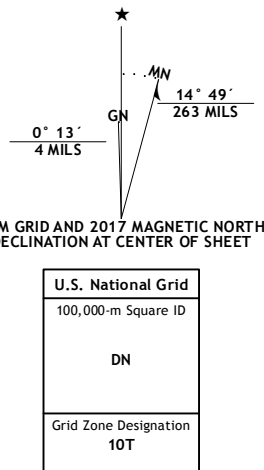 ★
MN
GN
14° 49´
263 MILS
0° 13´
4 MILS
M GRID AND 2017 MAGNETIC NORTH
DECLINATION AT CENTER OF SHEET
U.S. National Grid
100,000-m Square ID
DN
Grid Zone Designation
10T